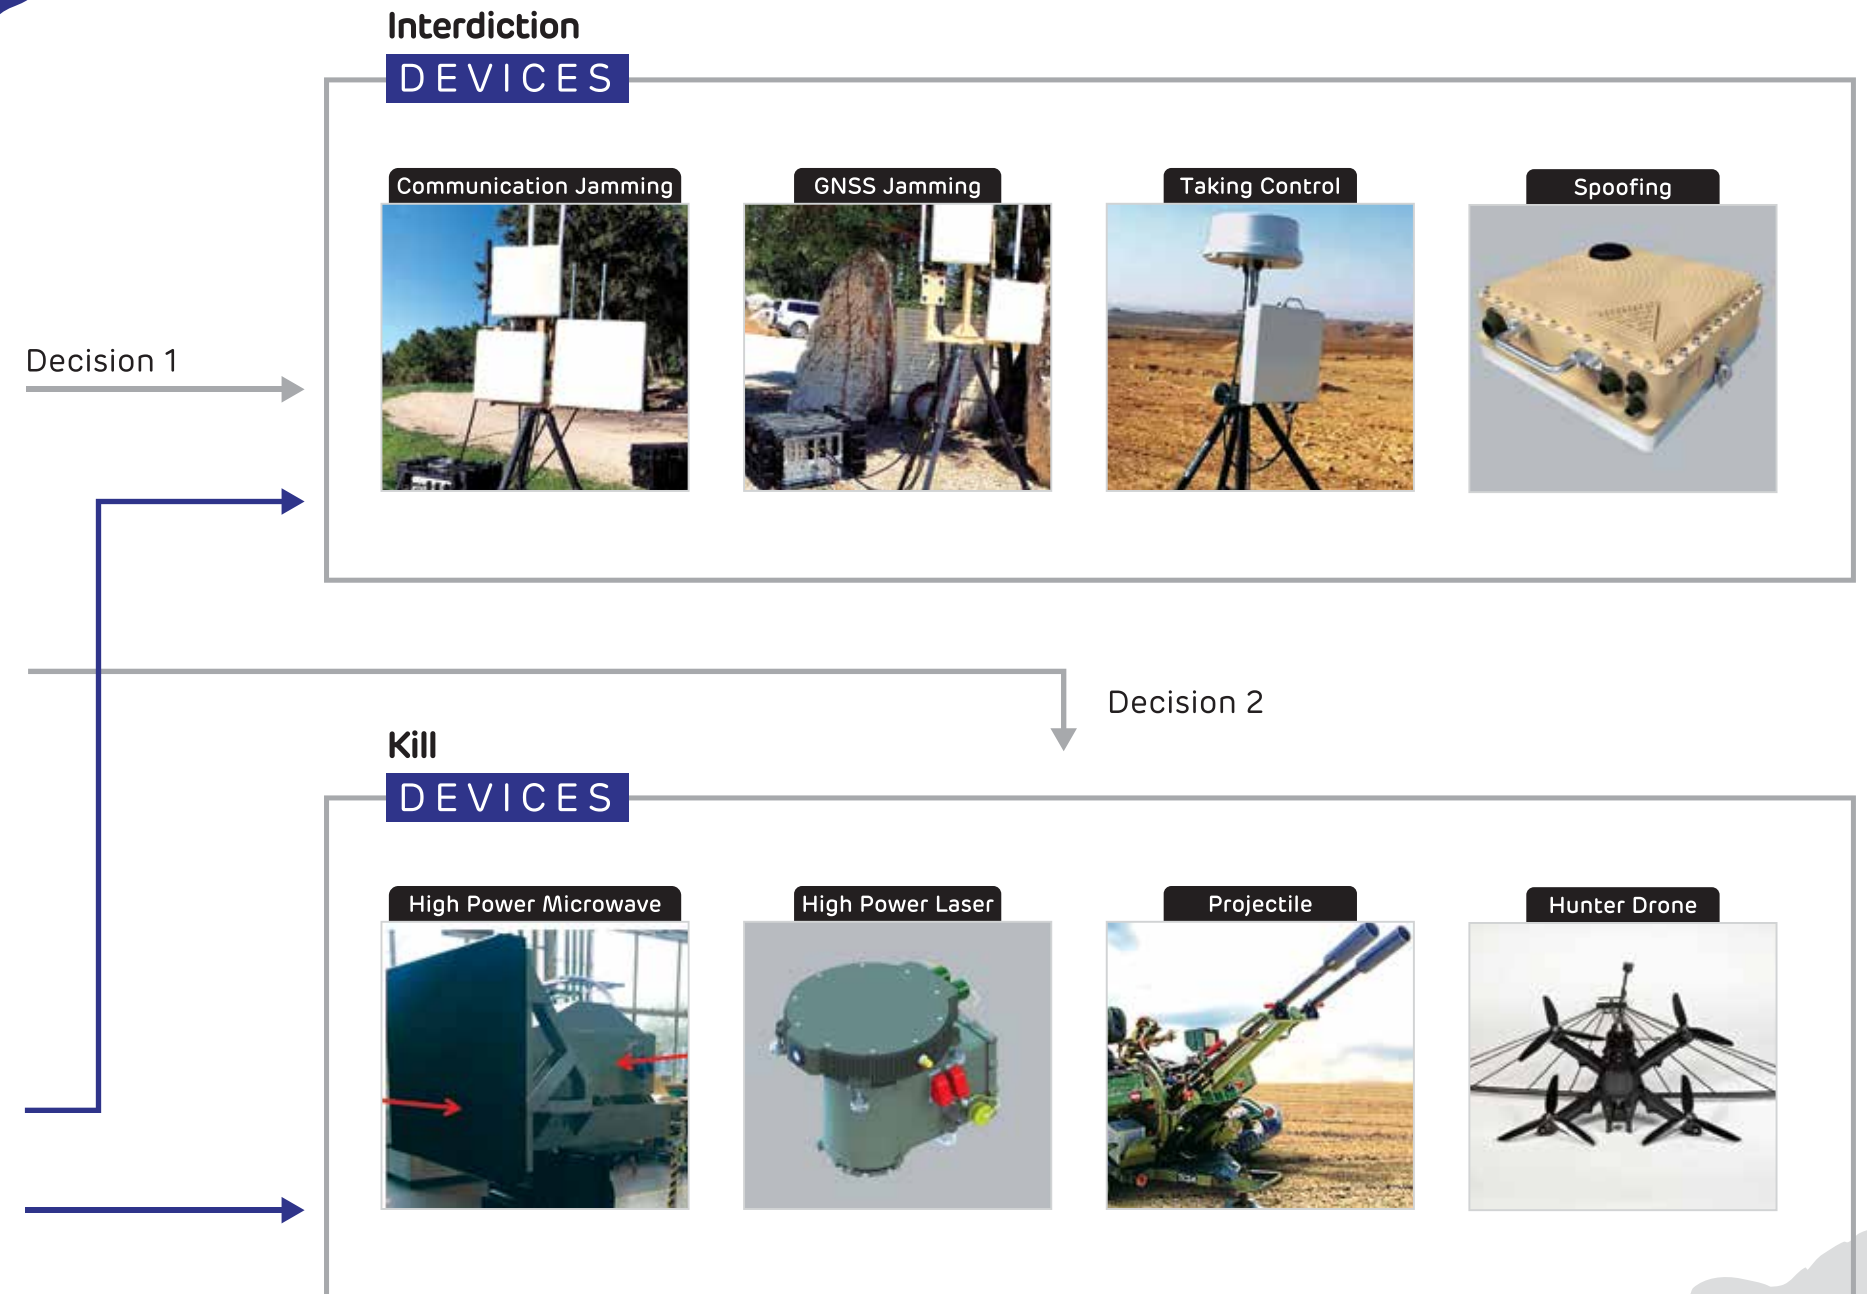 Interdiction
DEVICES
Communication Jamming
GNSS Jamming
Taking Control
Spoofing
Decision 1
Decision 2
Kill
DEVICES
High Power Microwave
High Power Laser
Projectile
Hunter Drone